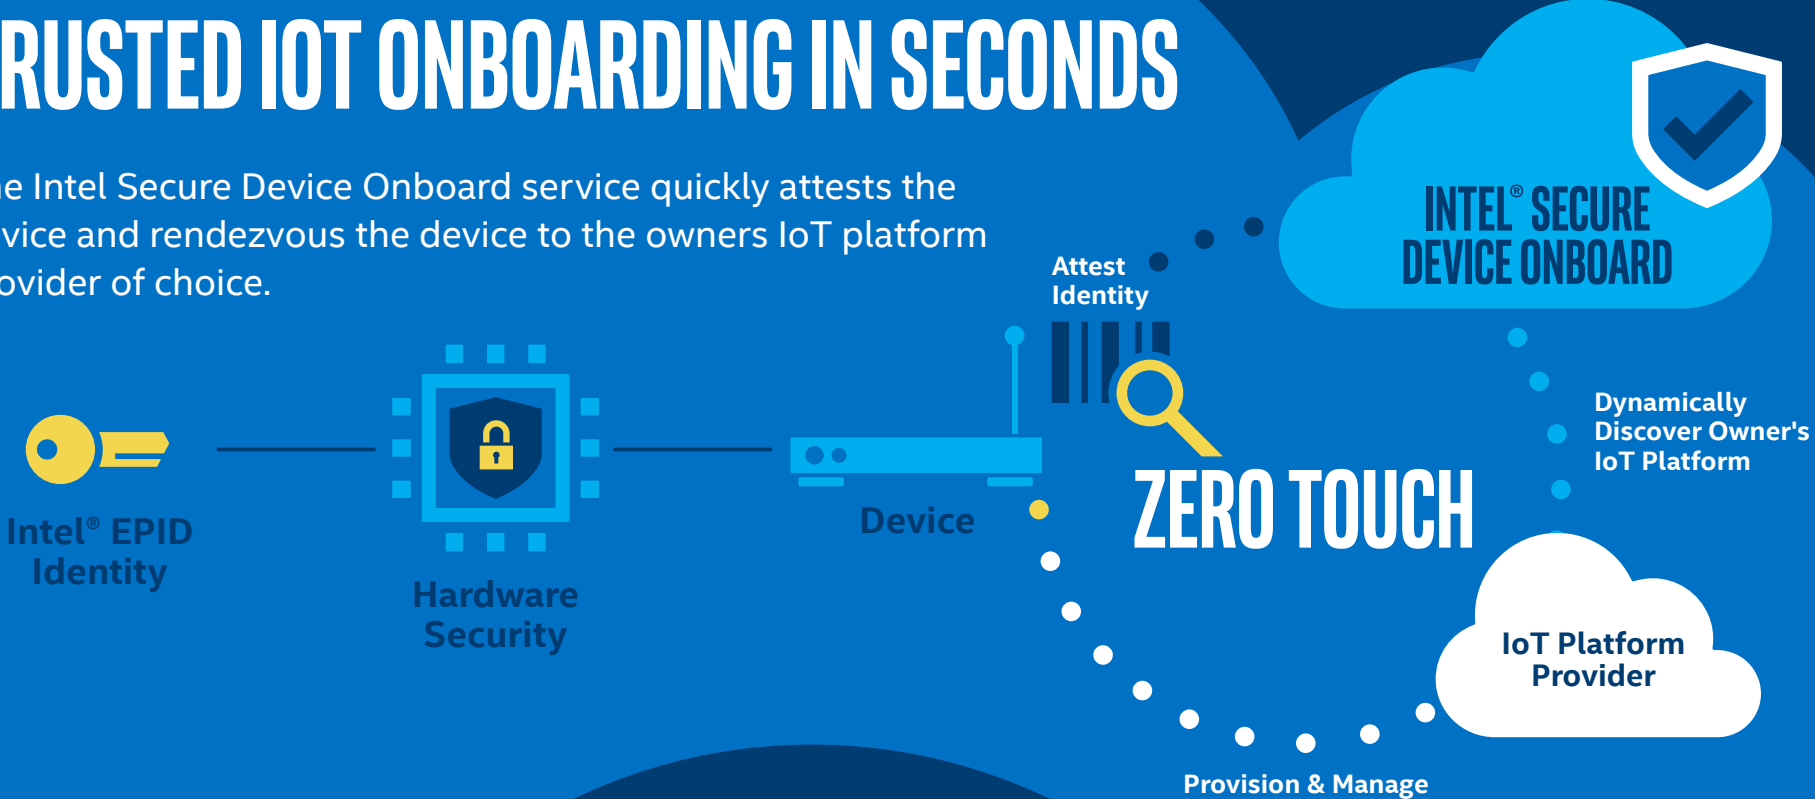 RUSTED IOT ONBOARDING IN SECONDS
e Intel Secure Device Onboard service quickly attests the
vice and rendezvous the device to the owners IoT platform
ovider of choice.
INTEL® SECURE
DEVICE ONBOARD
Attest
Identity
Dynamically
Discover Owner's
IoT Platform
ZERO TOUCH
Intel® EPID
Identity
Hardware
Security
Device
IoT Platform
Provider
Provision & Manage